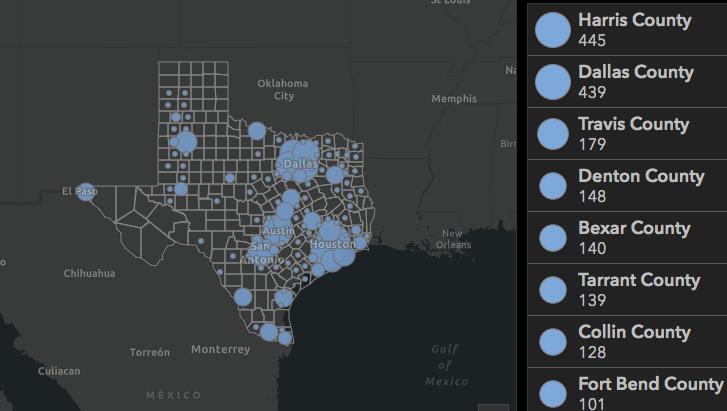 St Louis
Oklahoma
City
Memphis
Dallas
El Paso
Austin
San
Antonio
Houston
New
Orleans
Chihuahua
Torreón
Monterrey
Culiacan
Gulf
of
Mexico
MÉXICO
Harris County
445
Dallas County
439
Travis County
179
Denton County
148
Bexar County
140
Tarrant County
139
Collin County
128
Fort Bend County
101